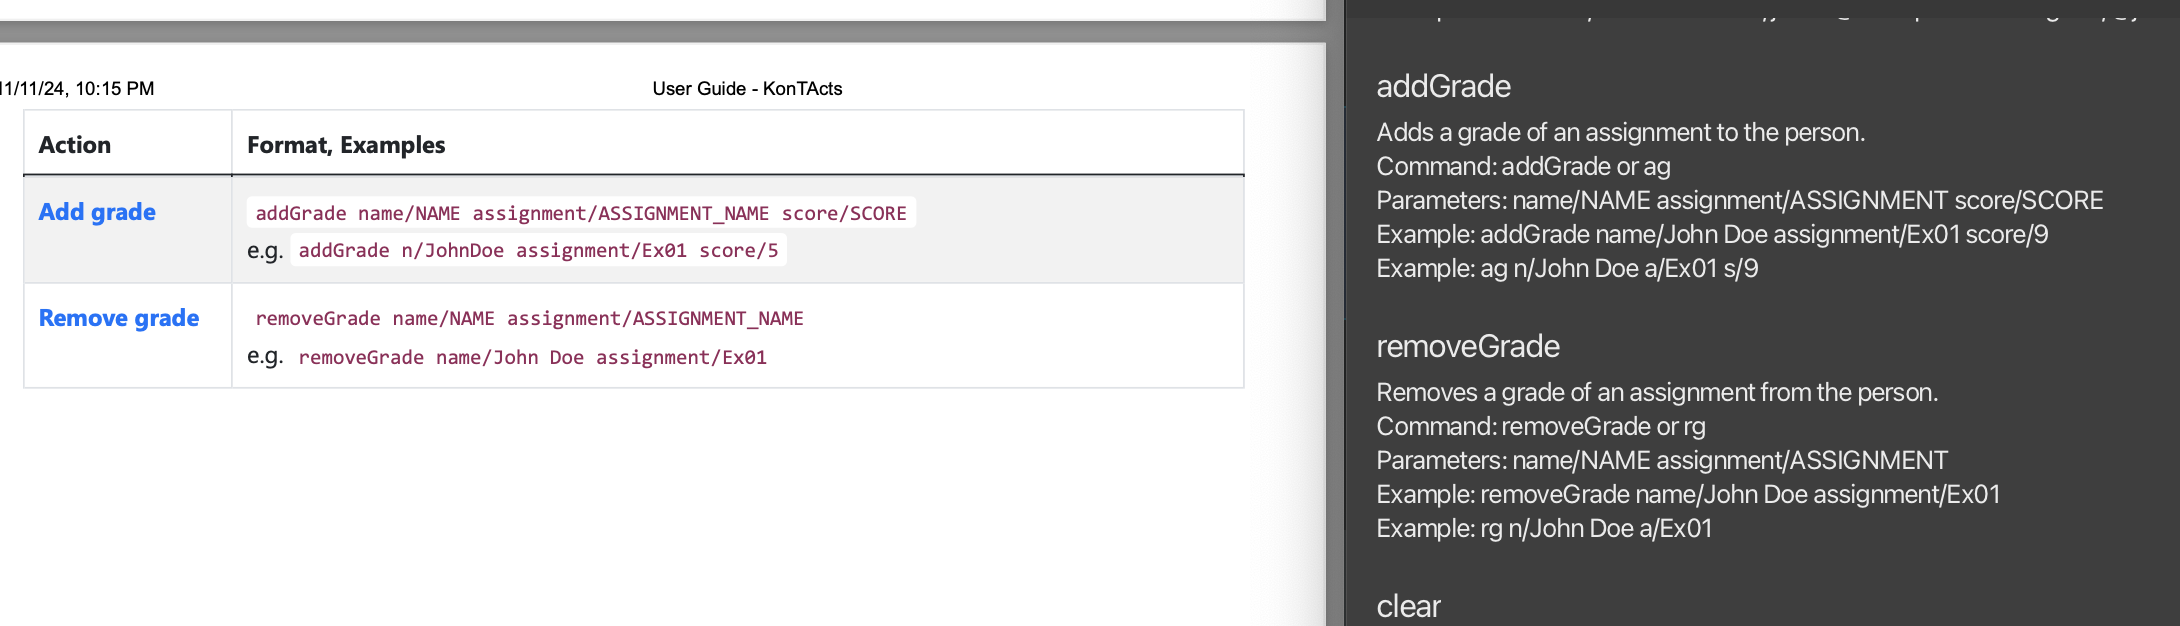 11/11/24, 10:15 PM
User Guide - KonTActs
Action
Format, Examples
Add grade
addGrade name/NAME assignment/ASSIGNMENT_NAME score/SCORE
e.g. addGrade n/JohnDoe assignment/Ex01 score/5
Remove grade
removeGrade name/NAME assignment/ASSIGNMENT_NAME
e.g. removeGrade name/John Doe assignment/Ex01
addGrade
Adds a grade of an assignment to the person.
Command: addGrade or ag
Parameters: name/NAME assignment/ASSIGNMENT score/SCORE
Example: addGrade name/John Doe assignment/Ex01 score/9
Example: ag n/John Doe a/Ex01 s/9
removeGrade
Removes a grade of an assignment from the person.
Command: removeGrade or rg
Parameters: name/NAME assignment/ASSIGNMENT
Example: removeGrade name/John Doe assignment/Ex01
Example: rg n/John Doe a/Ex01
clear